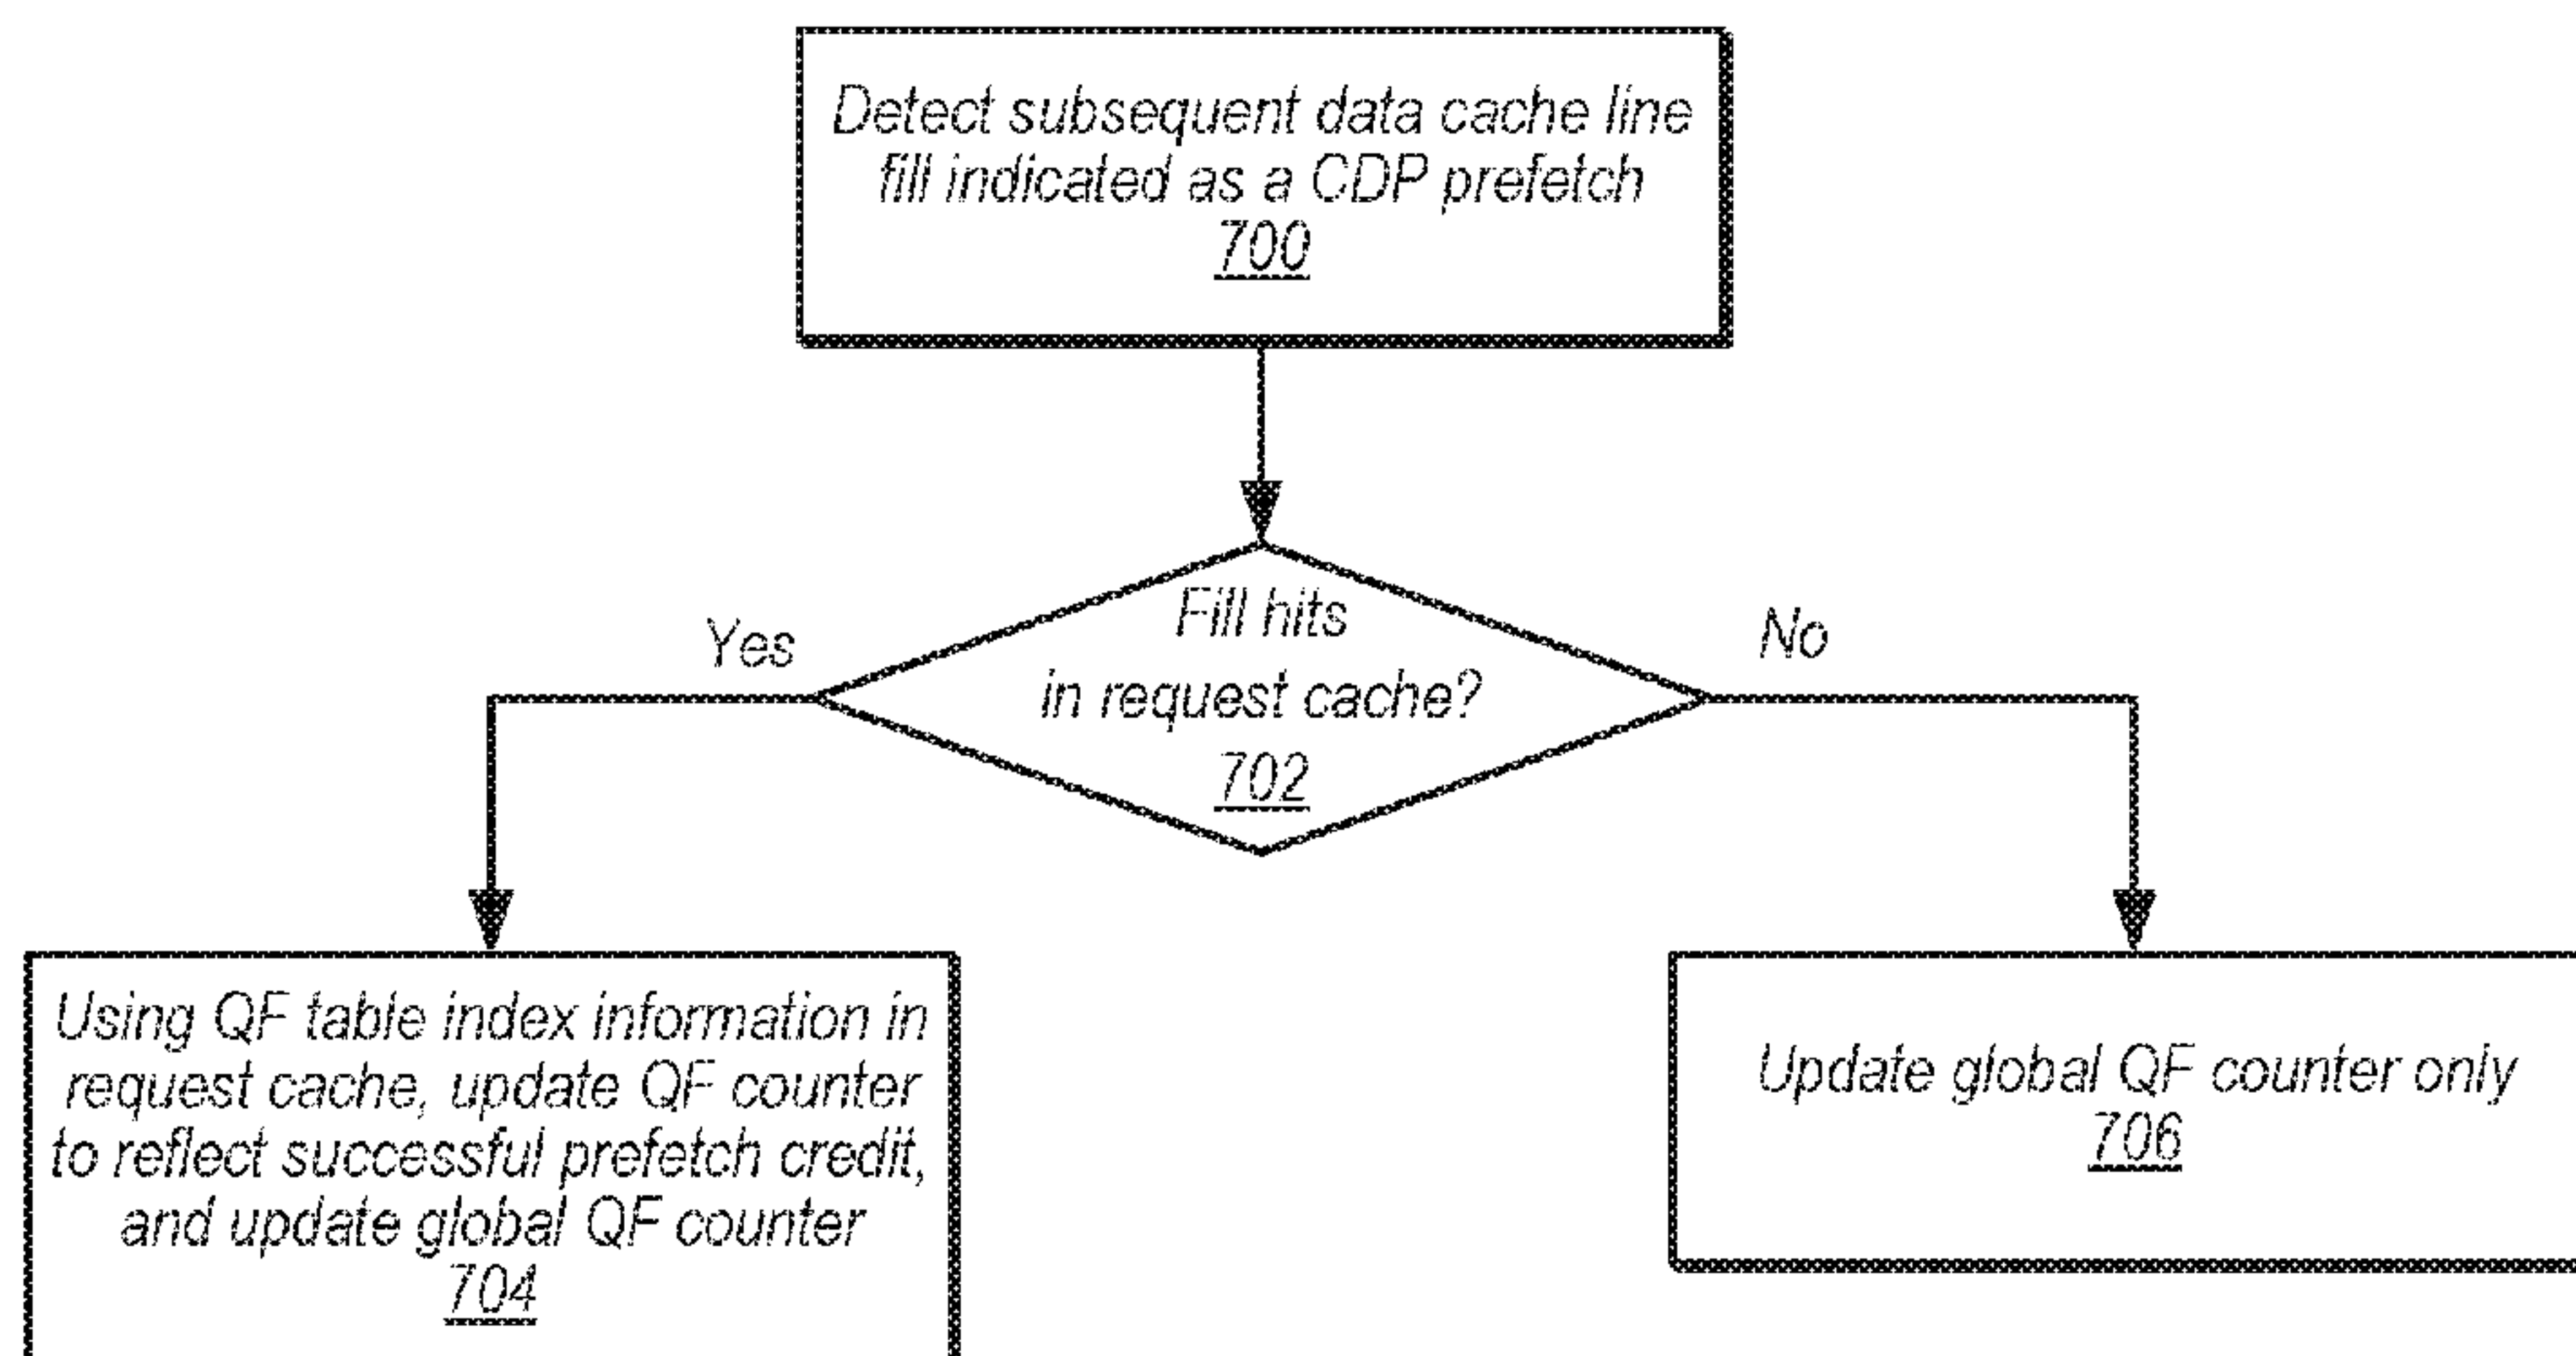 Detect subsequent data cache line
fill indicated as a CDP prefetch
700
Fill hits
in request cache?
702
Yes
No
Using QF table index information in
request cache, update QF counter
to reflect successful prefetch credit,
and update global QF counter
704
Update global QF counter only
706